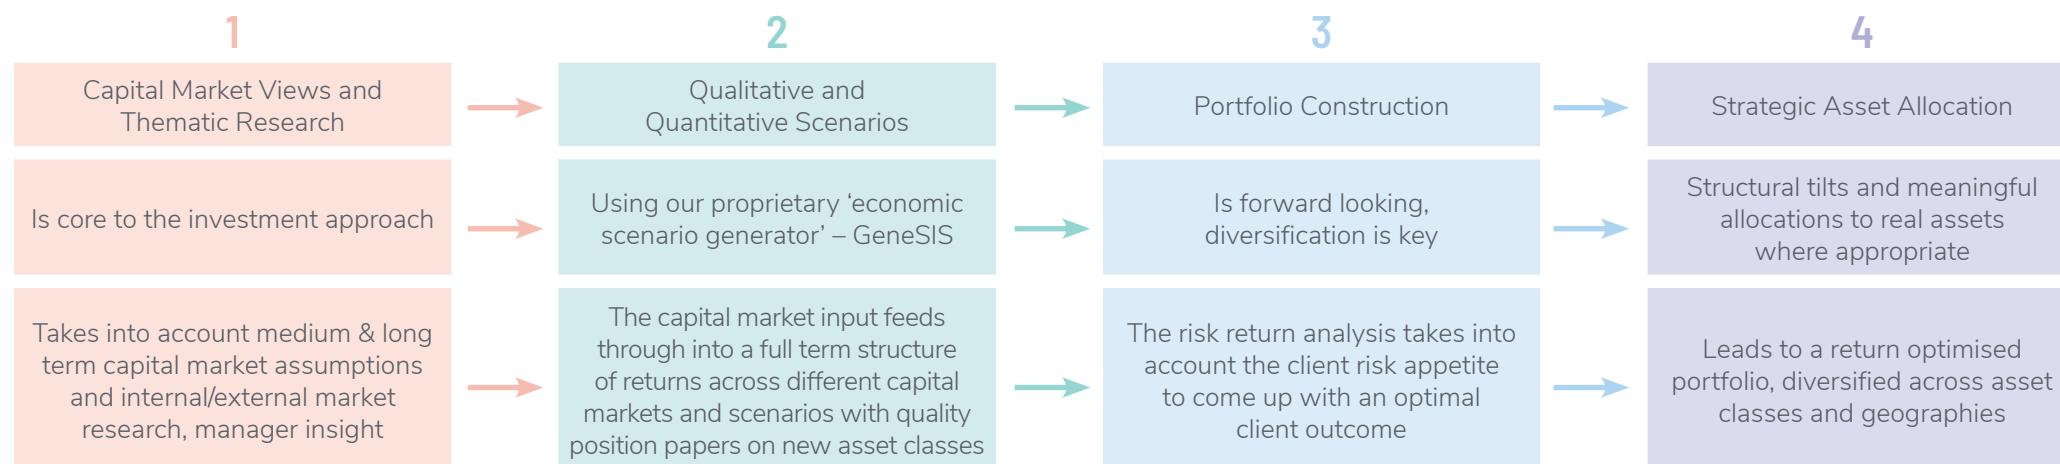 1
Capital Market Views and
Thematic Research
Is core to the investment approach
Takes into account medium & long
term capital market assumptions
and internal/external market
research, manager insight
2
Qualitative and
Quantitative Scenarios
Using our proprietary ‘economic
scenario generator’ – GeneSIS
The capital market input feeds
through into a full term structure
of returns across different capital
markets and scenarios with quality
position papers on new asset classes
3
Portfolio Construction
Is forward looking,
diversification is key
The risk return analysis takes into
account the client risk appetite
to come up with an optimal
client outcome
4
Strategic Asset Allocation
Structural tilts and meaningful
allocations to real assets
where appropriate
Leads to a return optimised
portfolio, diversified across asset
classes and geographies